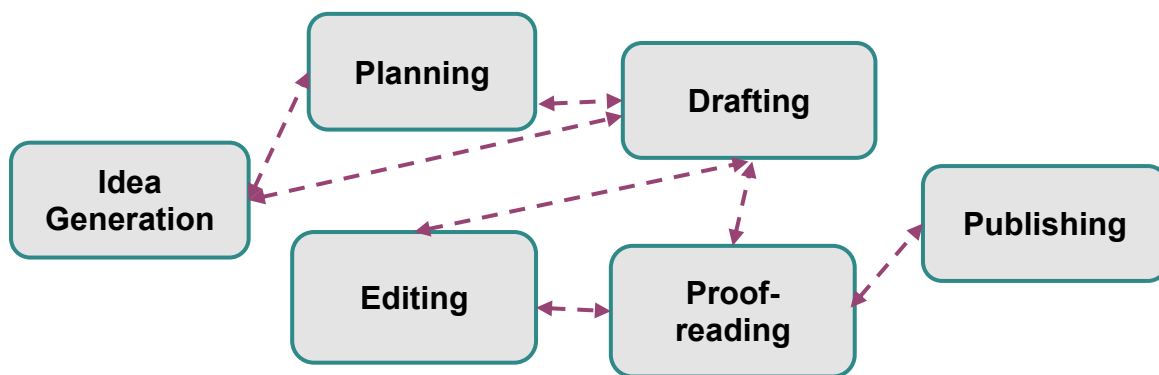 Planning
Drafting
Idea
Generation
Publishing
Editing
Proof-
reading